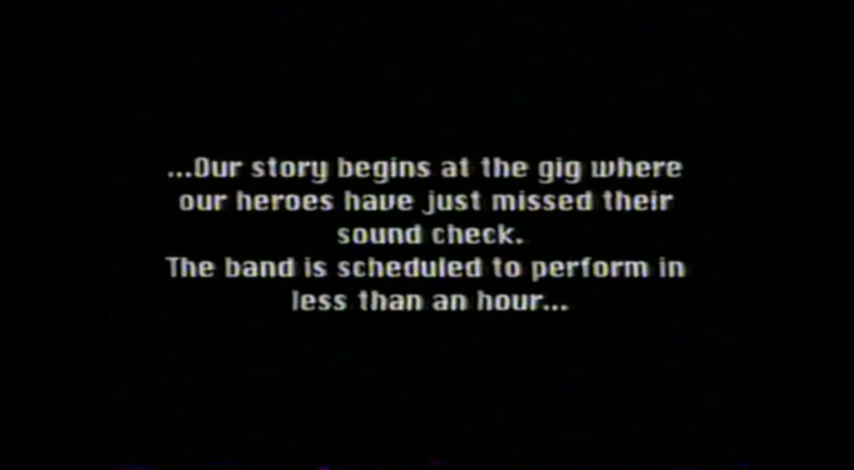 ...Our story begins at the gig where
our heroes have just missed their
sound check.
The band is scheduled to perform in
less than an hour...